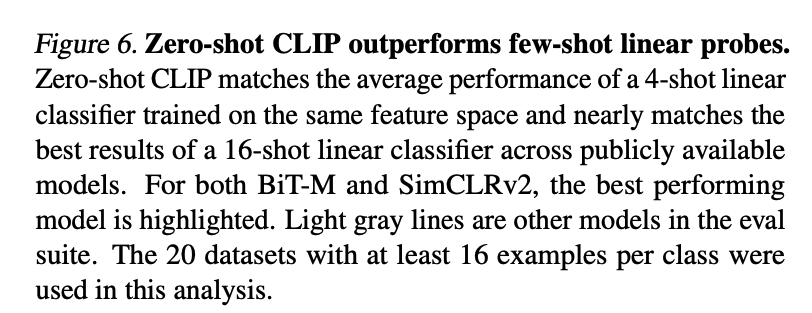 Figure 6. Zero-shot CLIP outperforms few-shot linear probes.
Zero-shot CLIP matches the average performance of a 4-shot linear
classifier trained on the same feature space and nearly matches the
best results of a 16-shot linear classifier across publicly available
models. For both BiT-M and SimCLRv2, the best performing
model is highlighted. Light gray lines are other models in the eval
suite. The 20 datasets with at least 16 examples per class were
used in this analysis.